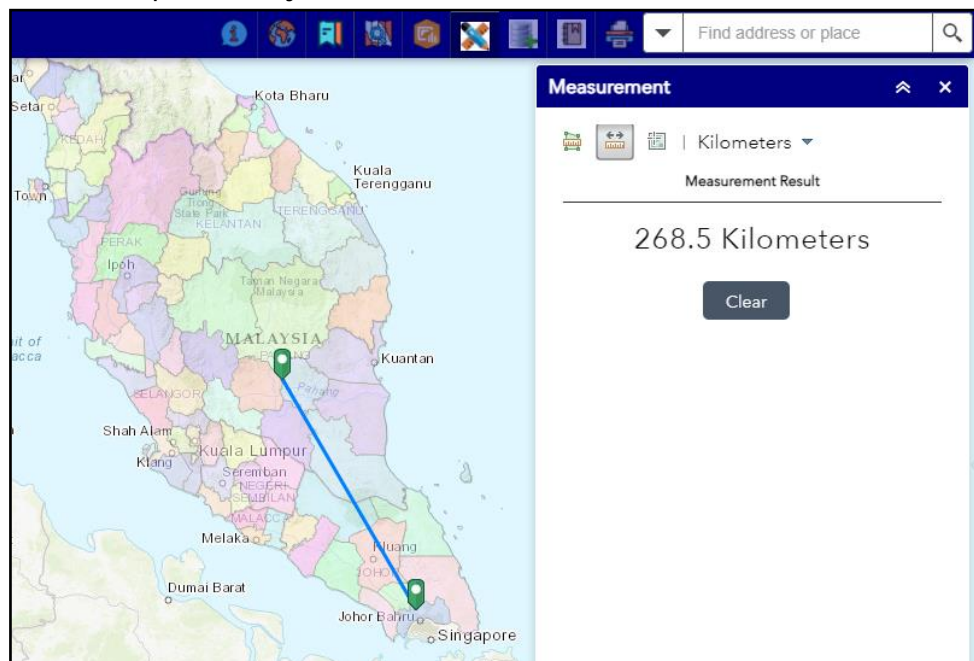 Find address or place
Measurement
Kilometers
Measurement Result
268.5 Kilometers
Clear
Setar
Kota Bharu
KEDAH
Kuala
Terengganu
Town
Gunung
Tiong
State Park
KELANTAN
TERENGGANU
PERAK
Ipoh
Taman Negara
Malaysia
MALAYSIA
Kuantan
Pahang
SELANGOR
Shah Alam
Kuala Lumpur
Klang
Seremban
NEGERI
SEMBILAN
MALACCA
Melaka
Kluang
JOHOR
Dumai Barat
Johor Bahru
Singapore